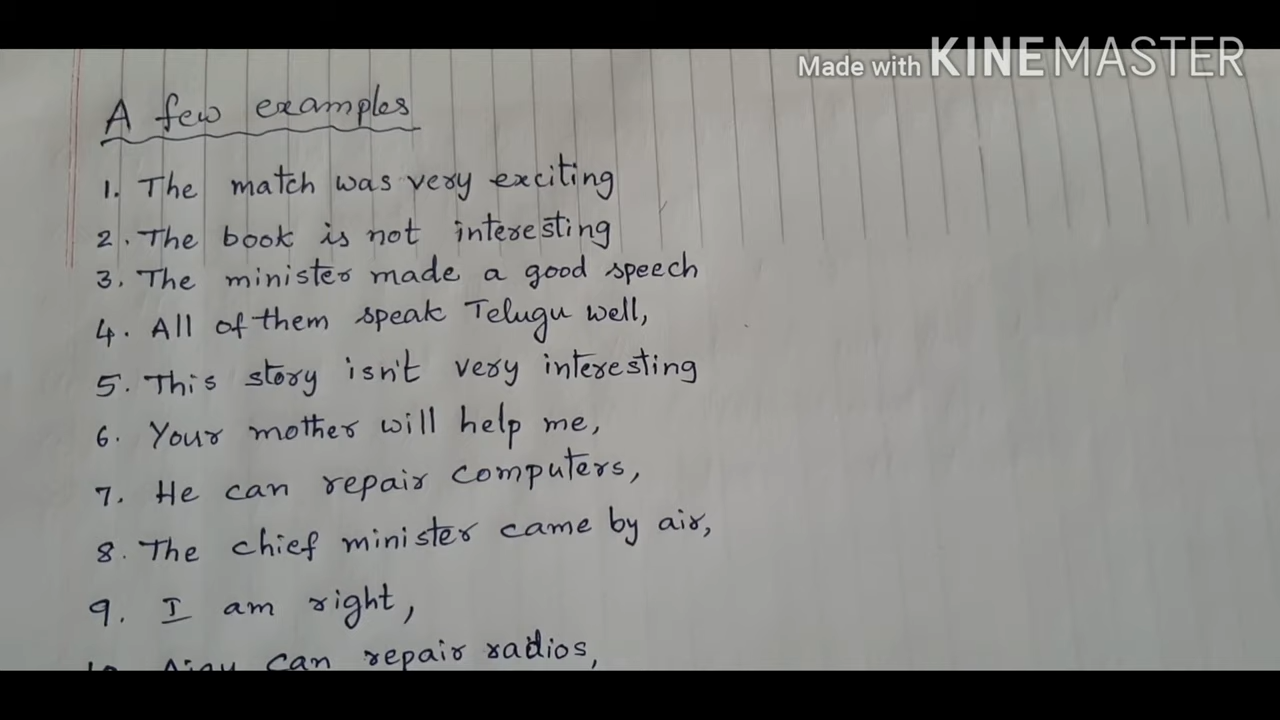 Made with KINEMASTER
A few examples
1. The match was very exciting
2. The book is not interesting
3. The minister made a good speech
4. All of them speak Telugu well,
5. This story isn't very interesting
6. Your mother will help me,
7. He can repair computers,
8. The chief minister came by air,
9. I am right,
can repair radios,